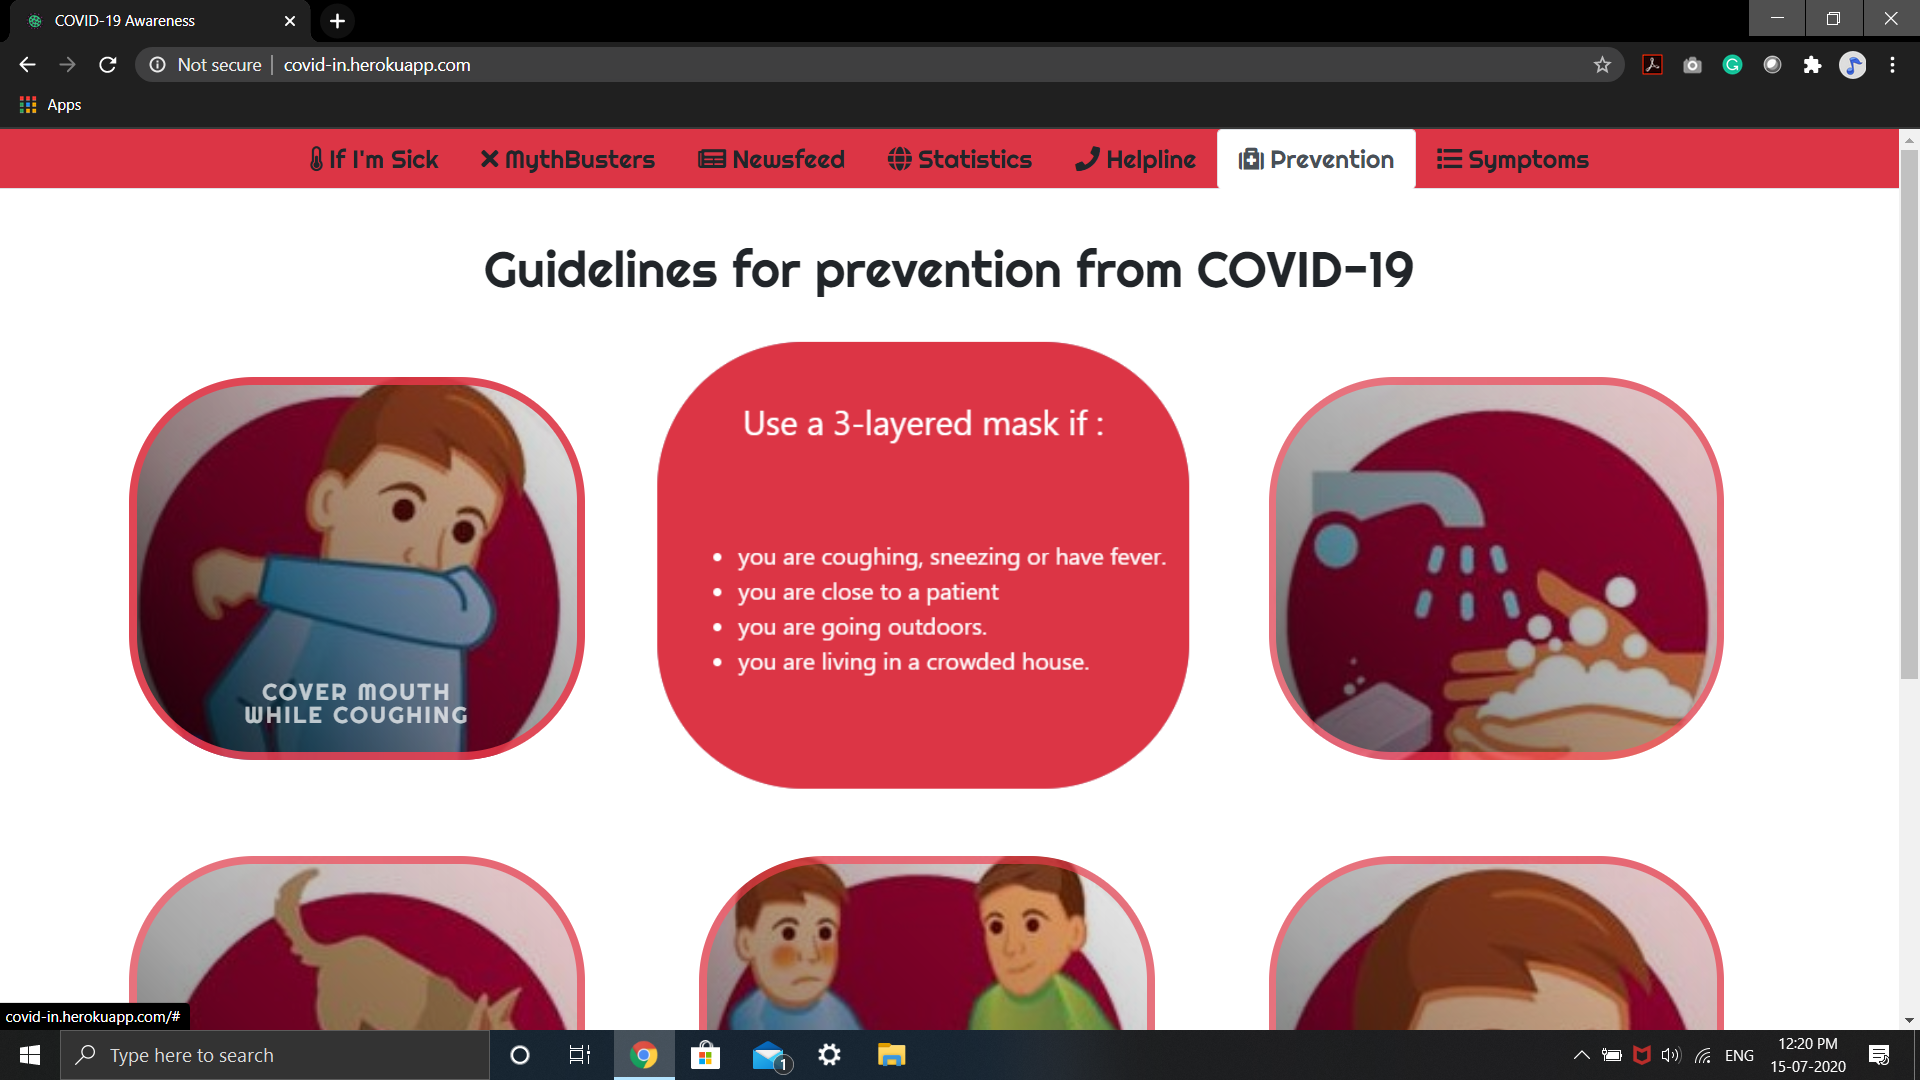 COVID-19 Awareness
Not secure
covid-in.herokuapp.com
Apps
If I'm Sick
MythBusters
Newsfeed
Statistics
Helpline
Prevention
Symptoms
Guidelines for prevention from COVID-19
COVER MOUTH
WHILE COUGHING
Use a 3-layered mask if :
• you are coughing, sneezing or have fever.
• you are close to a patient
• you are going outdoors.
• you are living in a crowded house.
covid-in.herokuapp.com/#
Type here to search
1
ENG
12:20 PM
15-07-2020